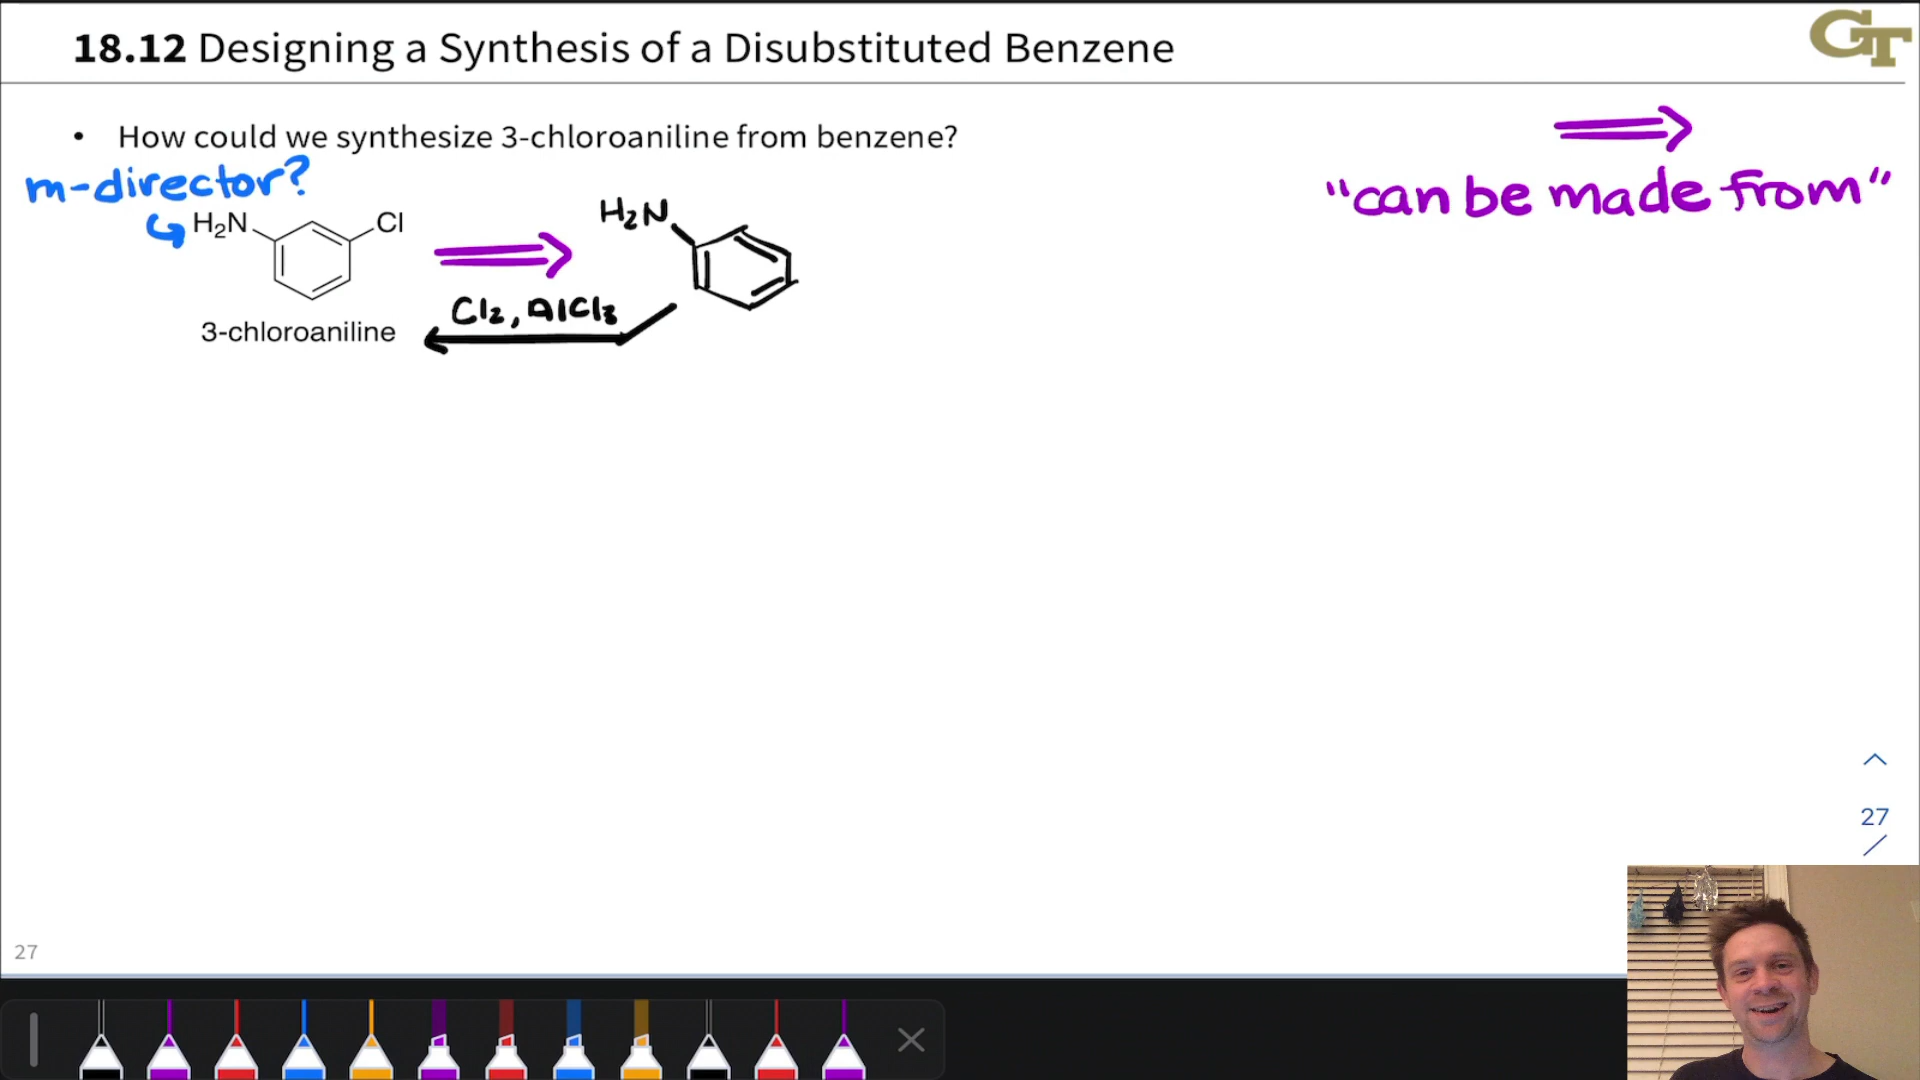 18.12 Designing a Synthesis of a Disubstituted Benzene
GT
• How could we synthesize 3-chloroaniline from benzene?
m-director?
"can be made from"
H₂N
Cl
H₂N
Cl₂, AlCl₃
3-chloroaniline
27
27